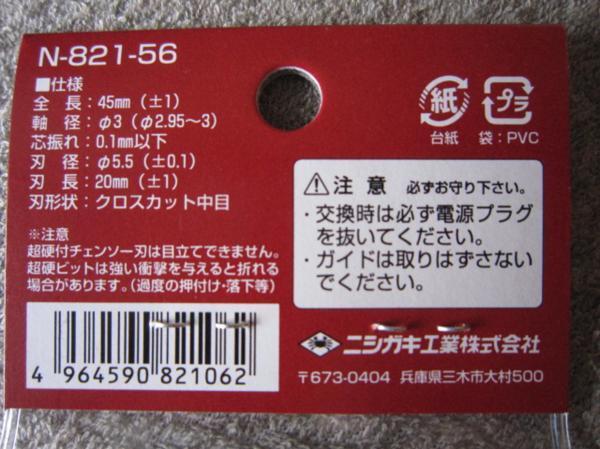 N-821-56
■仕様
全 長：45㎜（±1）
軸 径：φ3（φ2.95～3）
芯振れ：0.1㎜以下
刃 径：φ5.5（±0.1）
刃 長：20㎜（±1）
刃形状：クロスカット中目
※注意
超硬付チェンソー刃は目立てできません。
超硬ビットは強い衝撃を与えると折れる
場合があります。（過度の押付け・落下等）
4 964590 821062
紙
プラ
台紙 袋：PVC
注 意 必ずお守り下さい。
・交換時は必ず電源プラグ
を抜いてください。
・ガイドは取りはずさない
でください。
ニシガキ工業株式会社
〒673-0404 兵庫県三木市大村500